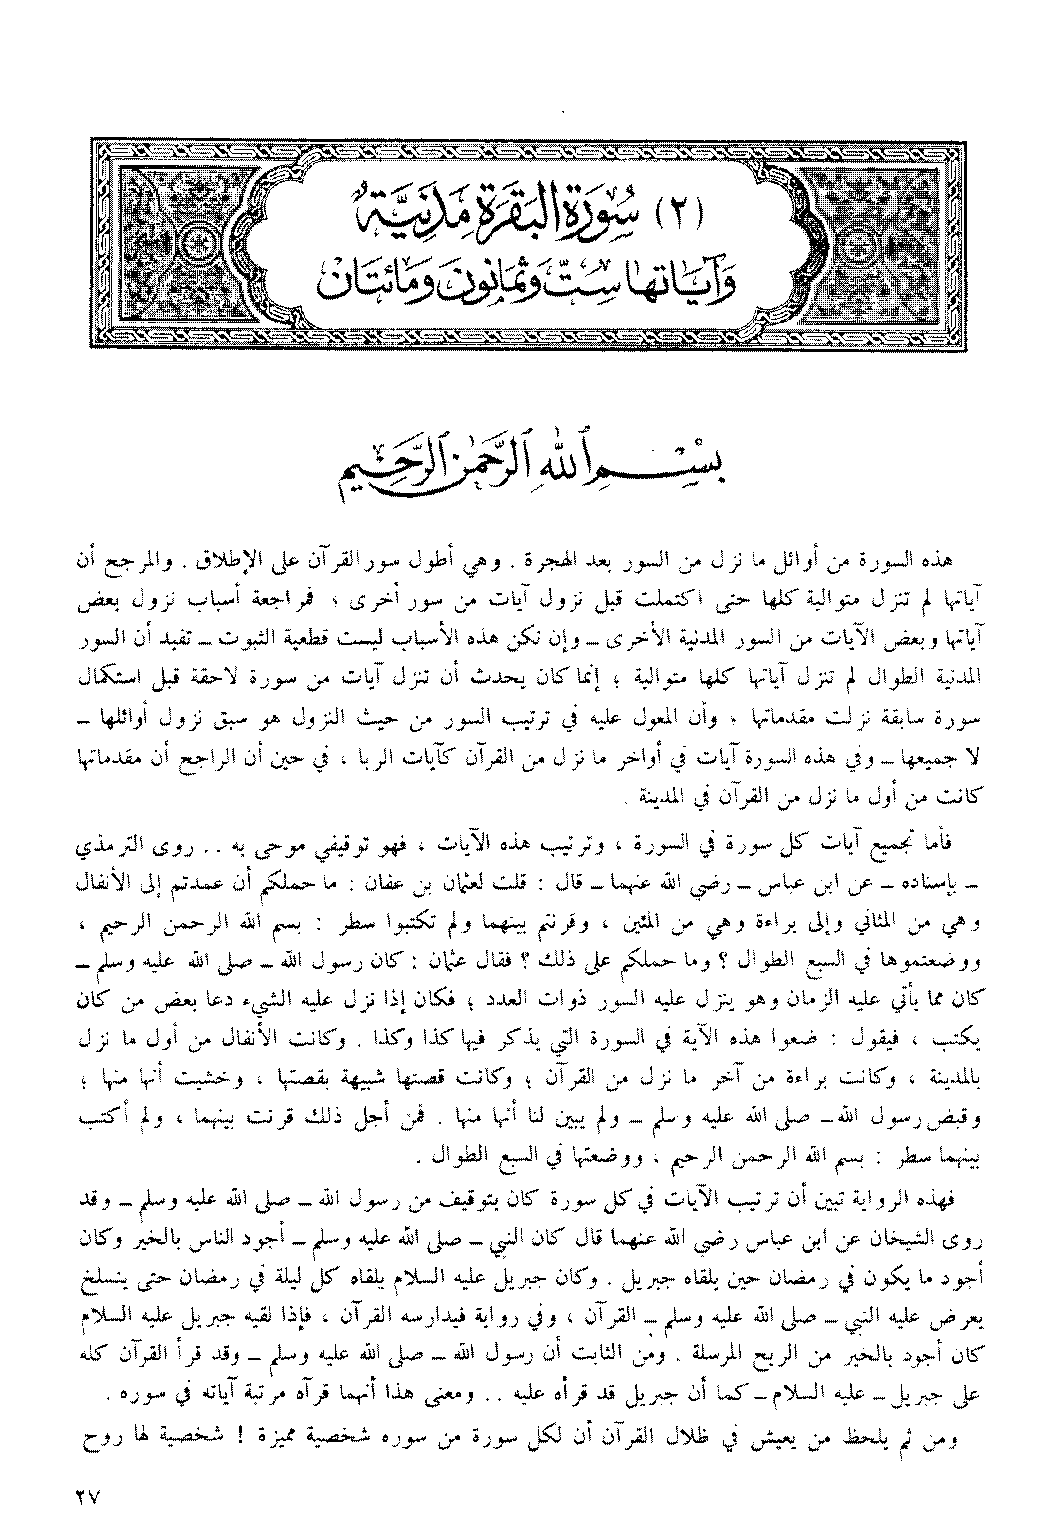 (٢) سُورَةُ البَقَرَةِ مَدَنِيَّةٌ
وَآيَاتُهَا سِتٌّ وَثَمَانُونَ وَمَائتَانْ
بِسْمِ ٱللَّهِ ٱلرَّحْمَٰنِ ٱلرَّحِيمِ
هذه السورة من أوائل ما نزل من السور بعد الهجرة . وهي أطول سور القرآن على الإطلاق . والمرجح أن
آياتها لم تنزل متوالية كلها حتى اكتملت قبل نزول آيات من سور أخرى ؛ فمراجعة أسباب نزول بعض
آياتها وبعض الآيات من السور المدنية الأخرى – وإن تكن هذه الأسباب ليست قطعية الثبوت – تفيد أن السور
المدنية الطوال لم تنزل آياتها كلها متوالية ؛ إنما كان يحدث أن تنزل آيات من سورة لاحقة قبل استكمال
سورة سابقة نزلت مقدماتها ؛ وأن المعول عليه في ترتيب السور من حيث النزول هو سبق نزول أوائلها –
لا جميعها – وفي هذه السورة آيات في أواخر ما نزل من القرآن كآيات الربا ، في حين أن الراجح أن مقدماتها
كانت من أول ما نزل من القرآن في المدينة .
فأما تجميع آيات كل سورة في السورة ، وترتيب هذه الآيات ، فهو توقيفي موحى به .. روى الترمذي
– بإسناده – عن ابن عباس – رضي الله عنهما – قال : قلت لعثمان بن عفان : ما حملكم أن عمدتم إلى الأنفال
وهي من المثاني وإلى براءة وهي من المئين ، وقرنتم بينهما ولم تكتبوا سطر : بسم الله الرحمن الرحيم ،
ووضعتموها في السبع الطوال ؟ وما حملكم على ذلك ؟ فقال عثمان : كان رسول الله – صلى الله عليه وسلم –
كان مما يأتي عليه الزمان وهو ينزل عليه السور ذوات العدد ؛ فكان إذا نزل عليه الشيء دعا بعض من كان
يكتب ، فيقول : ضعوا هذه الآية في السورة التي يذكر فيها كذا وكذا . وكانت الأنفال من أول ما نزل
بالمدينة ، وكانت براءة من آخر ما نزل من القرآن ؛ وكانت قصتها شبيهة بقصتها ، وخشيت أنها منها ؛
وقبض رسول الله – صلى الله عليه وسلم – ولم يبين لنا أنها منها . فمن أجل ذلك قرنت بينهما ، ولم أكتب
بينهما سطر : بسم الله الرحمن الرحيم ، ووضعتها في السبع الطوال .
فهذه الرواية تبين أن ترتيب الآيات في كل سورة كان بتوقيف من رسول الله – صلى الله عليه وسلم – وقد
روى الشيخان عن ابن عباس رضي الله عنهما قال كان النبي – صلى الله عليه وسلم – أجود الناس بالخير وكان
أجود ما يكون في رمضان حين يلقاه جبريل . وكان جبريل عليه السلام يلقاه كل ليلة في رمضان حتى ينسلخ
يعرض عليه النبي – صلى الله عليه وسلم – القرآن ، وفي رواية فيدارسه القرآن ، فإذا لقيه جبريل عليه السلام
كان أجود بالخير من الريح المرسلة . ومن الثابت أن رسول الله – صلى الله عليه وسلم – وقد قرأ القرآن كله
على جبريل – عليه السلام – كما أن جبريل قد قرأه عليه .. ومعنى هذا أنهما قرآه مرتبة آياته في سوره .
ومن ثم يلحظ من يعيش في ظلال القرآن أن لكل سورة من سوره شخصية مميزة ! شخصية لها روح
٢٧